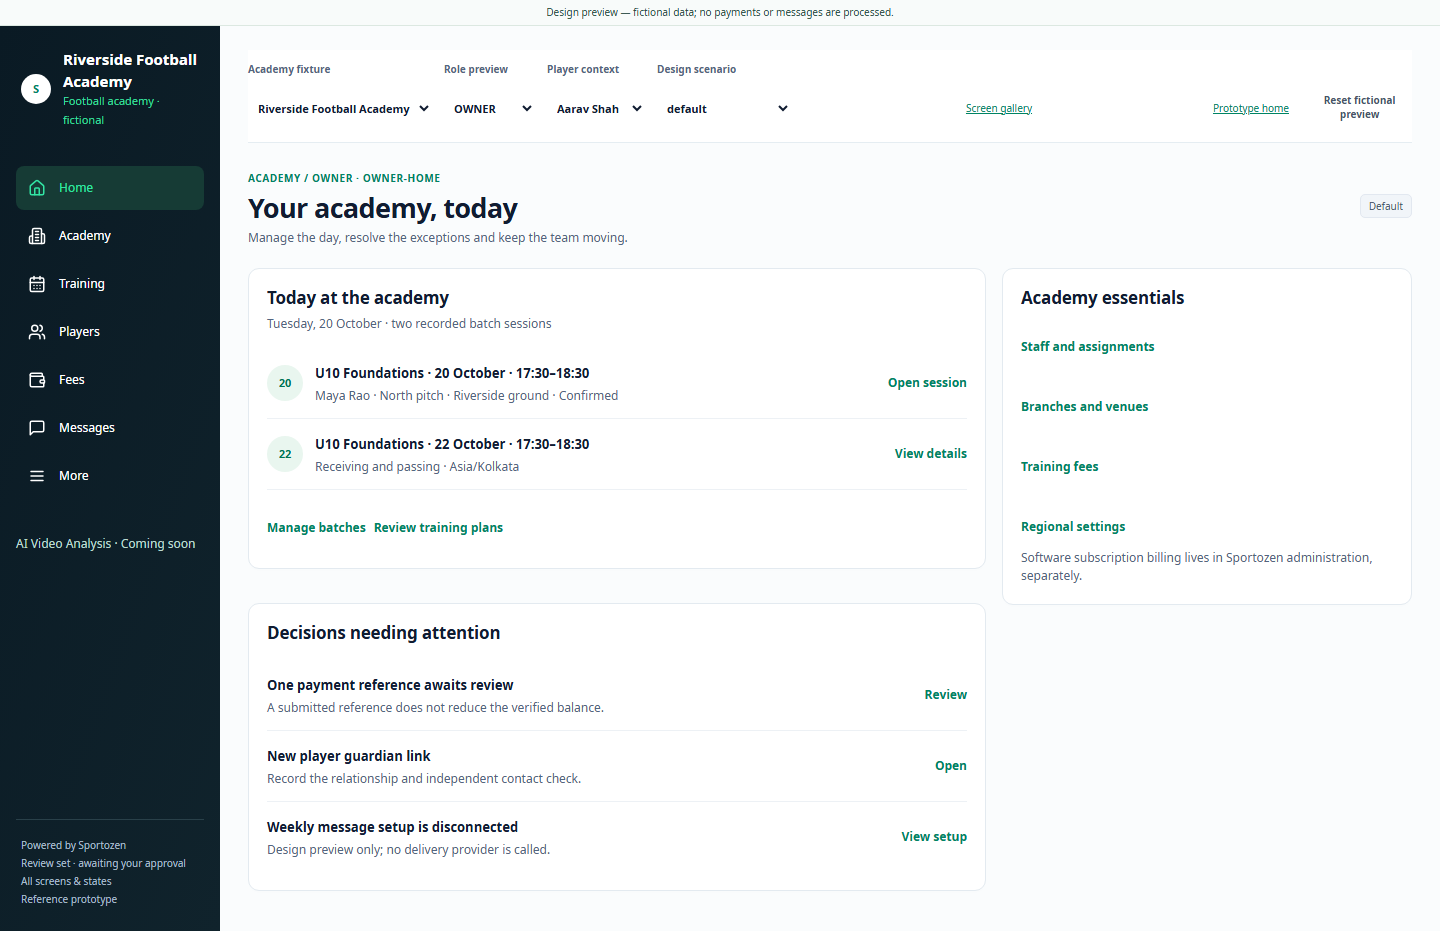 Design preview — fictional data; no payments or messages are processed.
S
Riverside Football
Academy
Football academy ·
fictional
Home
Academy
Training
Players
Fees
Messages
More
AI Video Analysis · Coming soon
Powered by Sportozen
Review set · awaiting your approval
All screens & states
Reference prototype
Academy fixture
Riverside Football Academy
Role preview
OWNER
Player context
Aarav Shah
Design scenario
default
Screen gallery
Prototype home
Reset fictional
preview
ACADEMY / OWNER · OWNER-HOME
Your academy, today
Manage the day, resolve the exceptions and keep the team moving.
Default
Today at the academy
Tuesday, 20 October · two recorded batch sessions
20
U10 Foundations · 20 October · 17:30–18:30
Maya Rao · North pitch · Riverside ground · Confirmed
Open session
22
U10 Foundations · 22 October · 17:30–18:30
Receiving and passing · Asia/Kolkata
View details
Manage batches Review training plans
Academy essentials
Staff and assignments
Branches and venues
Training fees
Regional settings
Software subscription billing lives in Sportozen administration,
separately.
Decisions needing attention
One payment reference awaits review
A submitted reference does not reduce the verified balance.
Review
New player guardian link
Record the relationship and independent contact check.
Open
Weekly message setup is disconnected
Design preview only; no delivery provider is called.
View setup